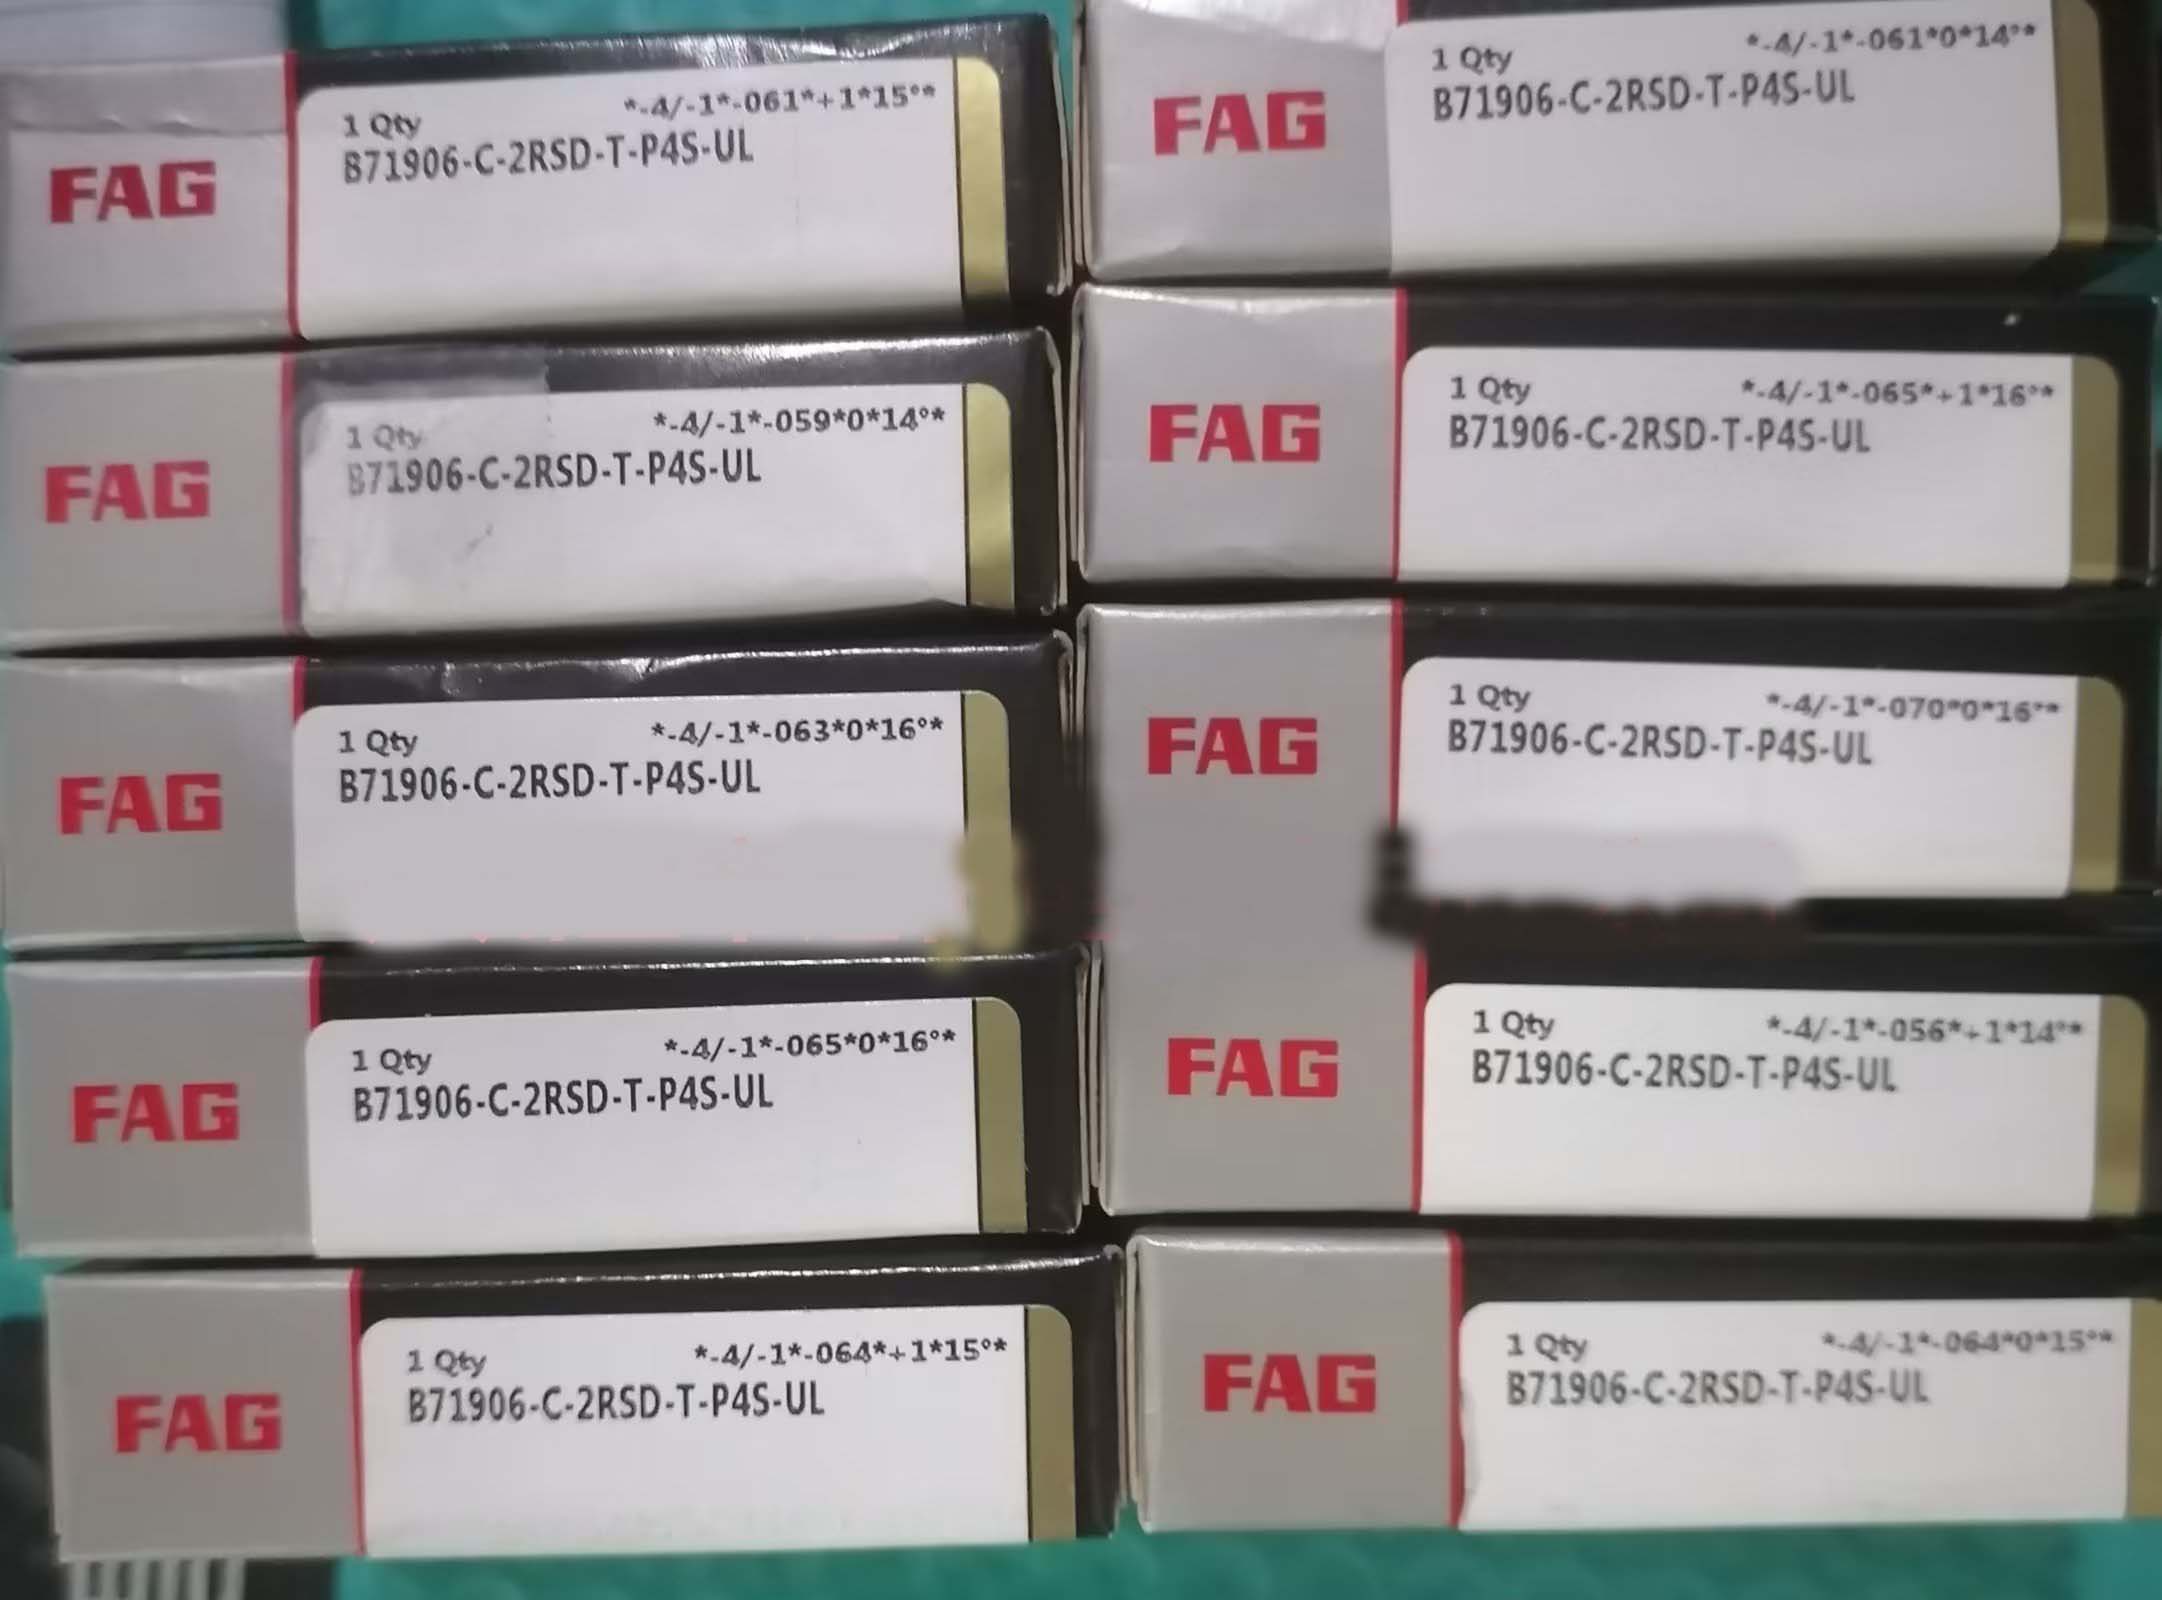 FAG
1 Qty *-4/-1*-061*+1*15°*
B71906-C-2RSD-T-P4S-UL
FAG
1 Qty *-4/-1*-059*0*14°*
B71906-C-2RSD-T-P4S-UL
FAG
1 Qty *-4/-1*-063*0*16°*
B71906-C-2RSD-T-P4S-UL
FAG
1 Qty *-4/-1*-065*0*16°*
B71906-C-2RSD-T-P4S-UL
FAG
1 Qty *-4/-1*-064*+1*15°*
B71906-C-2RSD-T-P4S-UL
FAG
1 Qty *-4/-1*-061*0*14°*
B71906-C-2RSD-T-P4S-UL
FAG
1 Qty *-4/-1*-065*+1*16°*
B71906-C-2RSD-T-P4S-UL
FAG
1 Qty *-4/-1*-070*0*16°*
B71906-C-2RSD-T-P4S-UL
FAG
1 Qty *-4/-1*-056*+1*14°*
B71906-C-2RSD-T-P4S-UL
FAG
1 Qty *-4/-1*-064*0*15°*
B71906-C-2RSD-T-P4S-UL